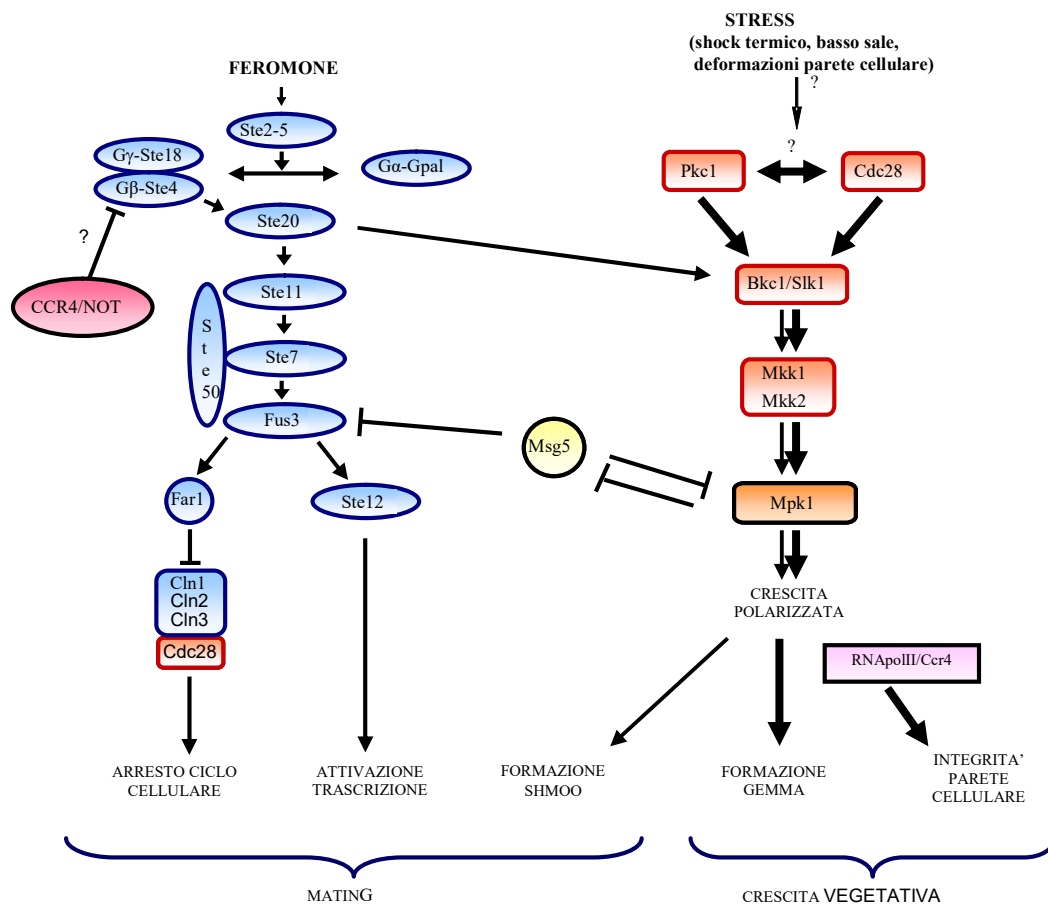 STRESS
(shock termico, basso sale,
deformazioni parete cellulare)
?
?
FEROMONE
Ste2-5
Gγ-Ste18
Gβ-Ste4
Gα-Gpal
Pkc1
Cdc28
Ste20
?
CCR4/NOT
Ste11
Bkc1/Slk1
S
t
e
50
Ste7
Mkk1
Mkk2
Fus3
Msg5
Far1
Ste12
Mpk1
Cln1
Cln2
Cln3
Cdc28
CRESCITA
POLARIZZATA
RNApolII/Ccr4
ARRESTO CICLO
CELLULARE
ATTIVAZIONE
TRASCRIZIONE
FORMAZIONE
SHMOO
FORMAZIONE
GEMMA
INTEGRITA’
PARETE
CELLULARE
MATING
CRESCITA VEGETATIVA